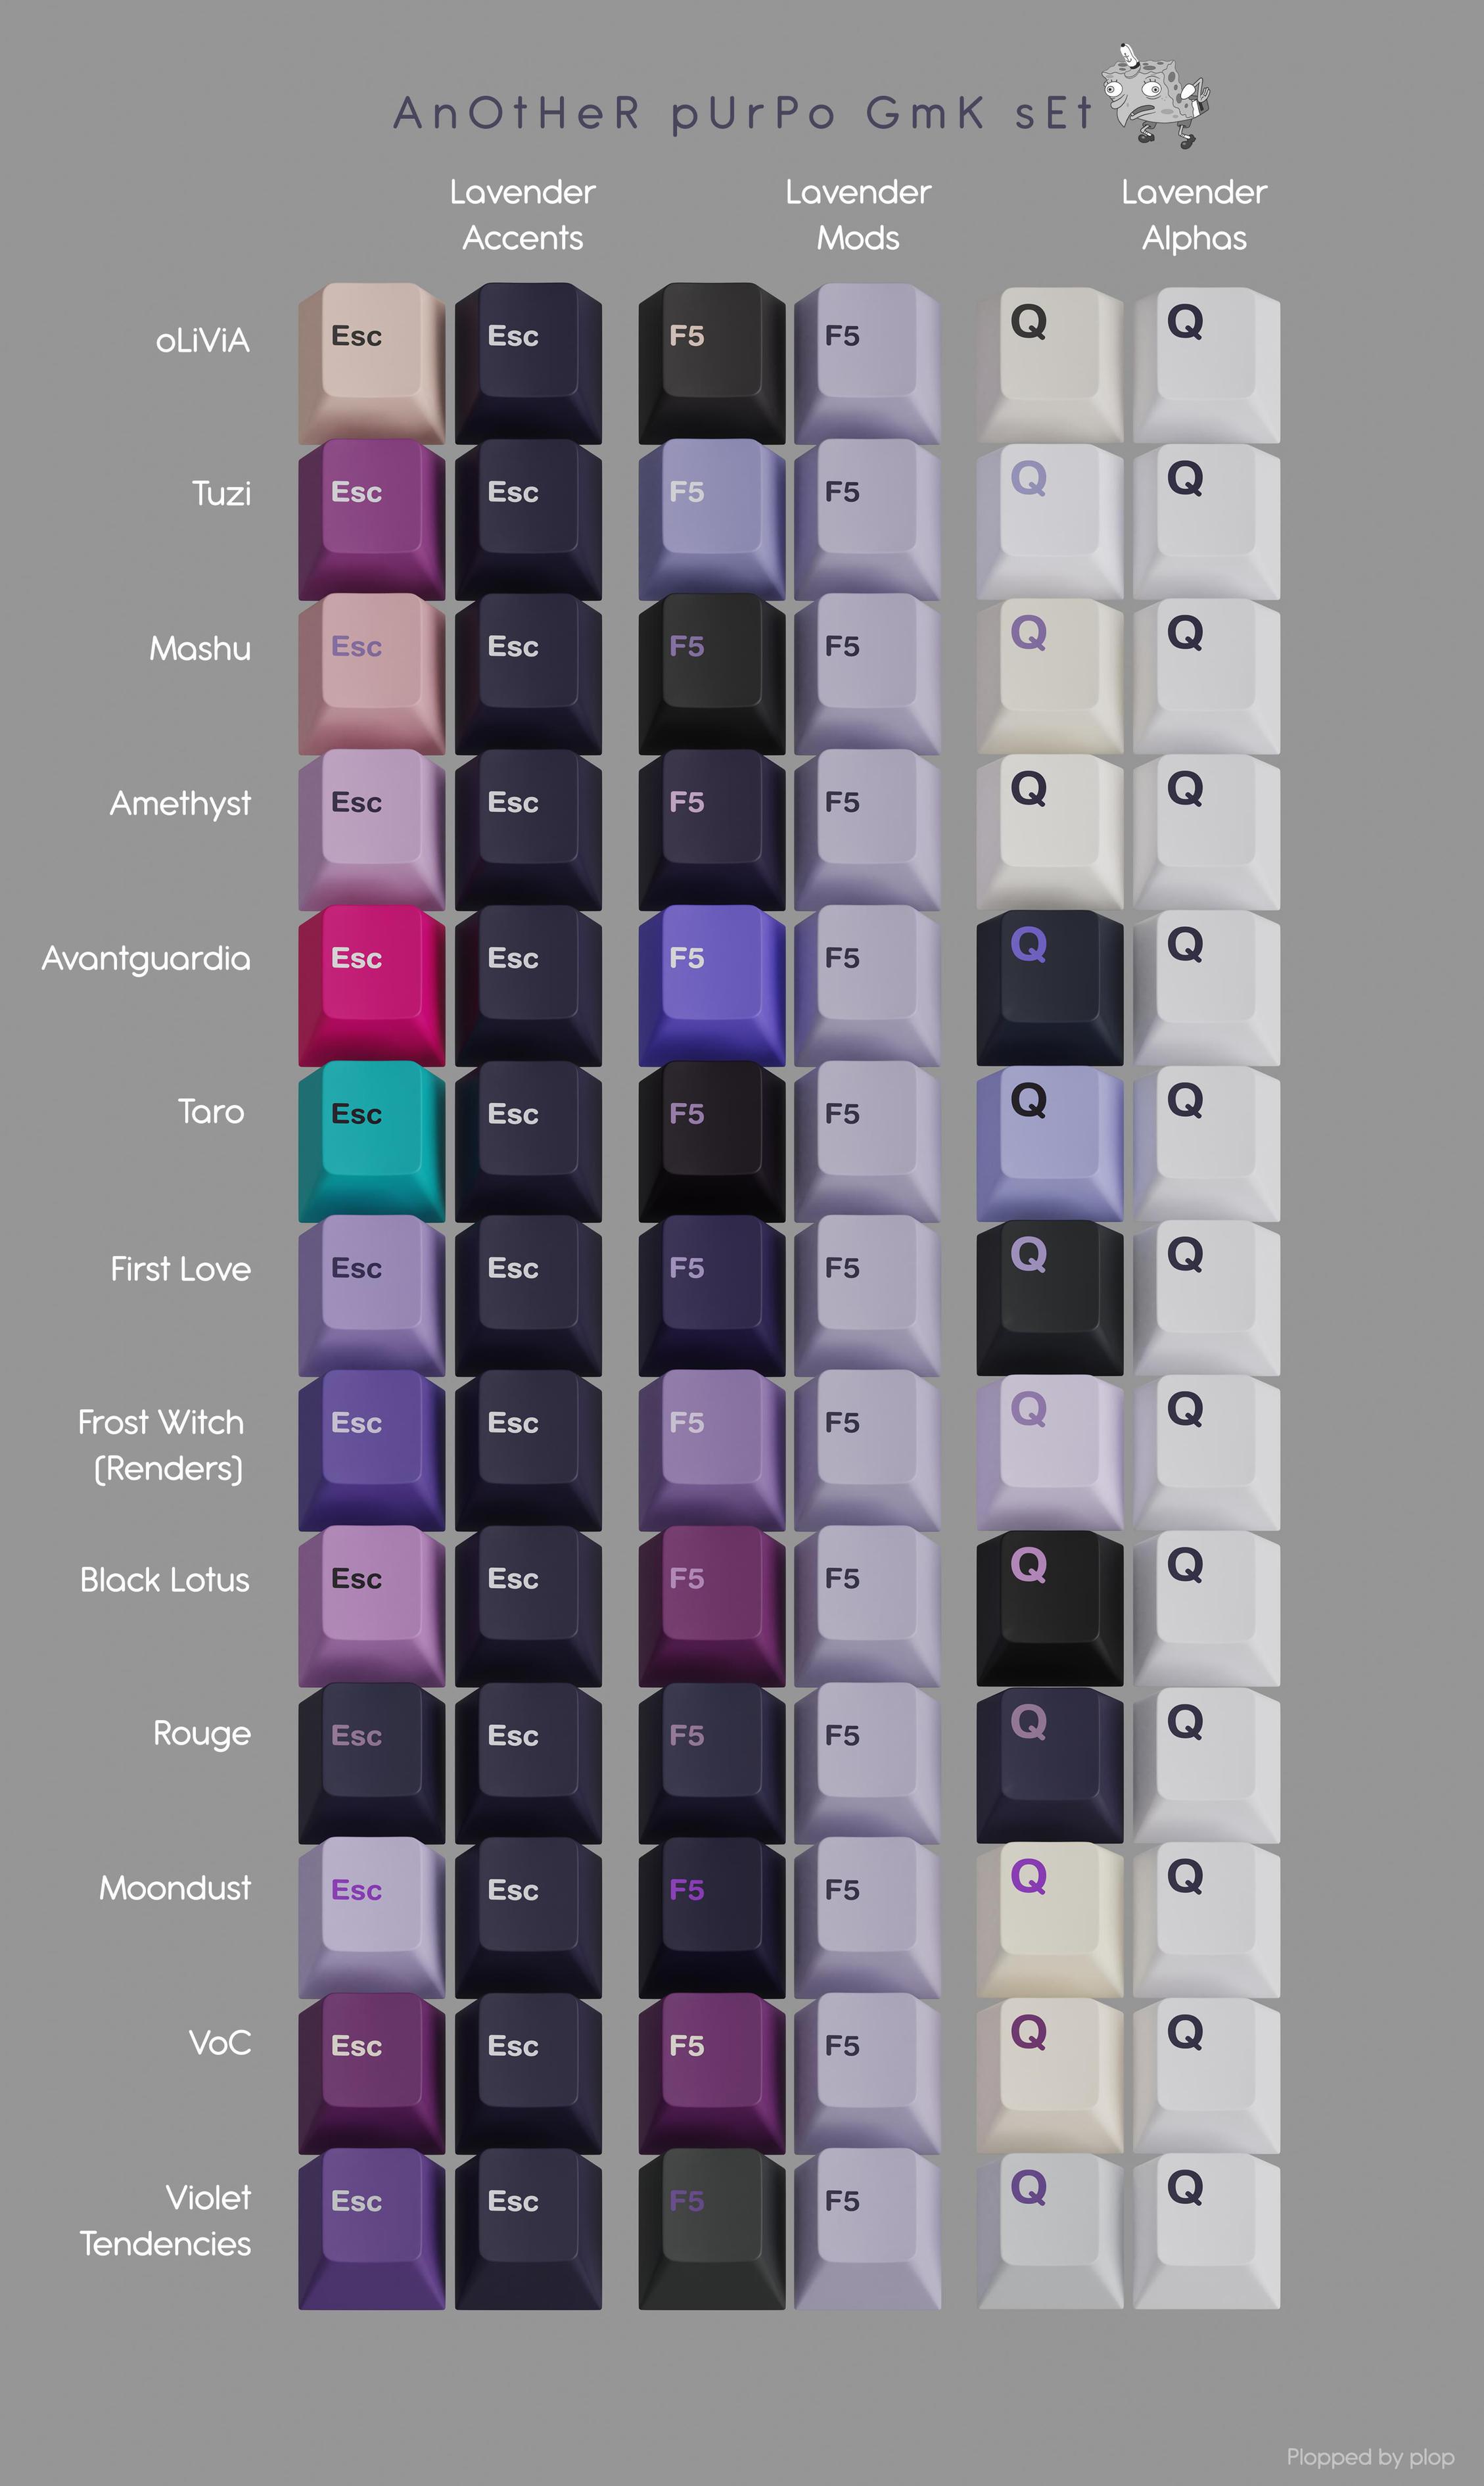 AnOtHeR pUrPo GmK sEt
Lavender Accents
Lavender Mods
Lavender Alphas
oLiViA Esc Esc F5 F5 Q Q
Tuzi Esc Esc F5 F5 Q Q
Mashu Esc Esc F5 F5 Q Q
Amethyst Esc Esc F5 F5 Q Q
Avantguardia Esc Esc F5 F5 Q Q
Taro Esc Esc F5 F5 Q Q
First Love Esc Esc F5 F5 Q Q
Frost Witch (Renders) Esc Esc F5 F5 Q Q
Black Lotus Esc Esc F5 F5 Q Q
Rouge Esc Esc F5 F5 Q Q
Moondust Esc Esc F5 F5 Q Q
VoC Esc Esc F5 F5 Q Q
Violet Tendencies Esc Esc F5 F5 Q Q
Plopped by plop